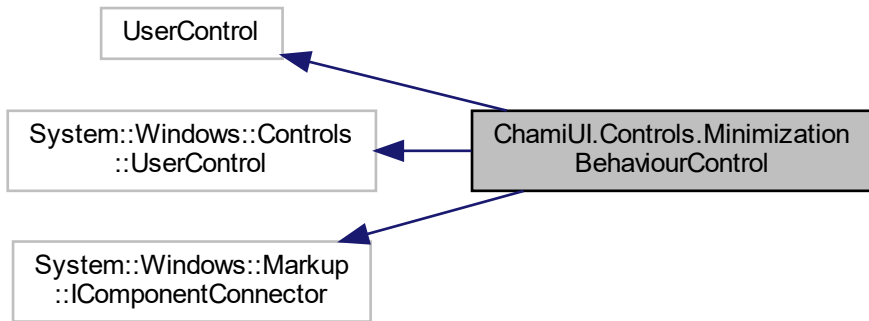 UserControl
System::Windows::Controls
::UserControl
ChamiUI.Controls.Minimization
BehaviourControl
System::Windows::Markup
::IComponentConnector